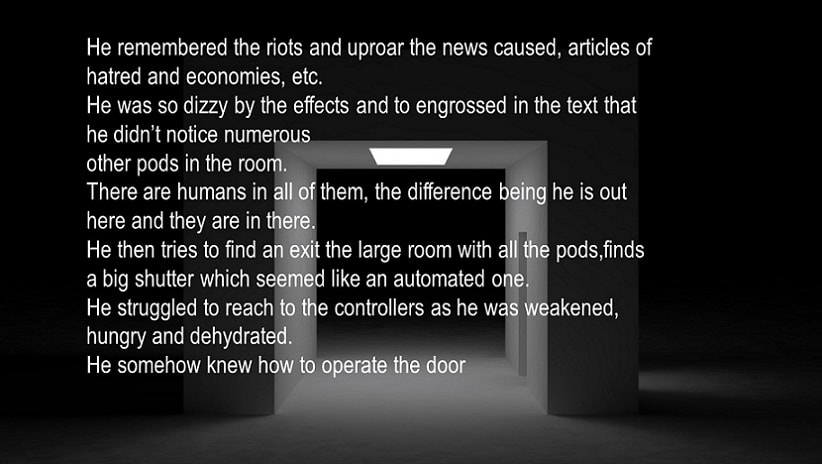 He remembered the riots and uproar the news caused, articles of
hatred and economies, etc.
He was so dizzy by the effects and to engrossed in the text that
he didn’t notice numerous
other pods in the room.
There are humans in all of them, the difference being he is out
here and they are in there.
He then tries to find an exit the large room with all the pods,finds
a big shutter which seemed like an automated one.
He struggled to reach to the controllers as he was weakened,
hungry and dehydrated.
He somehow knew how to operate the door